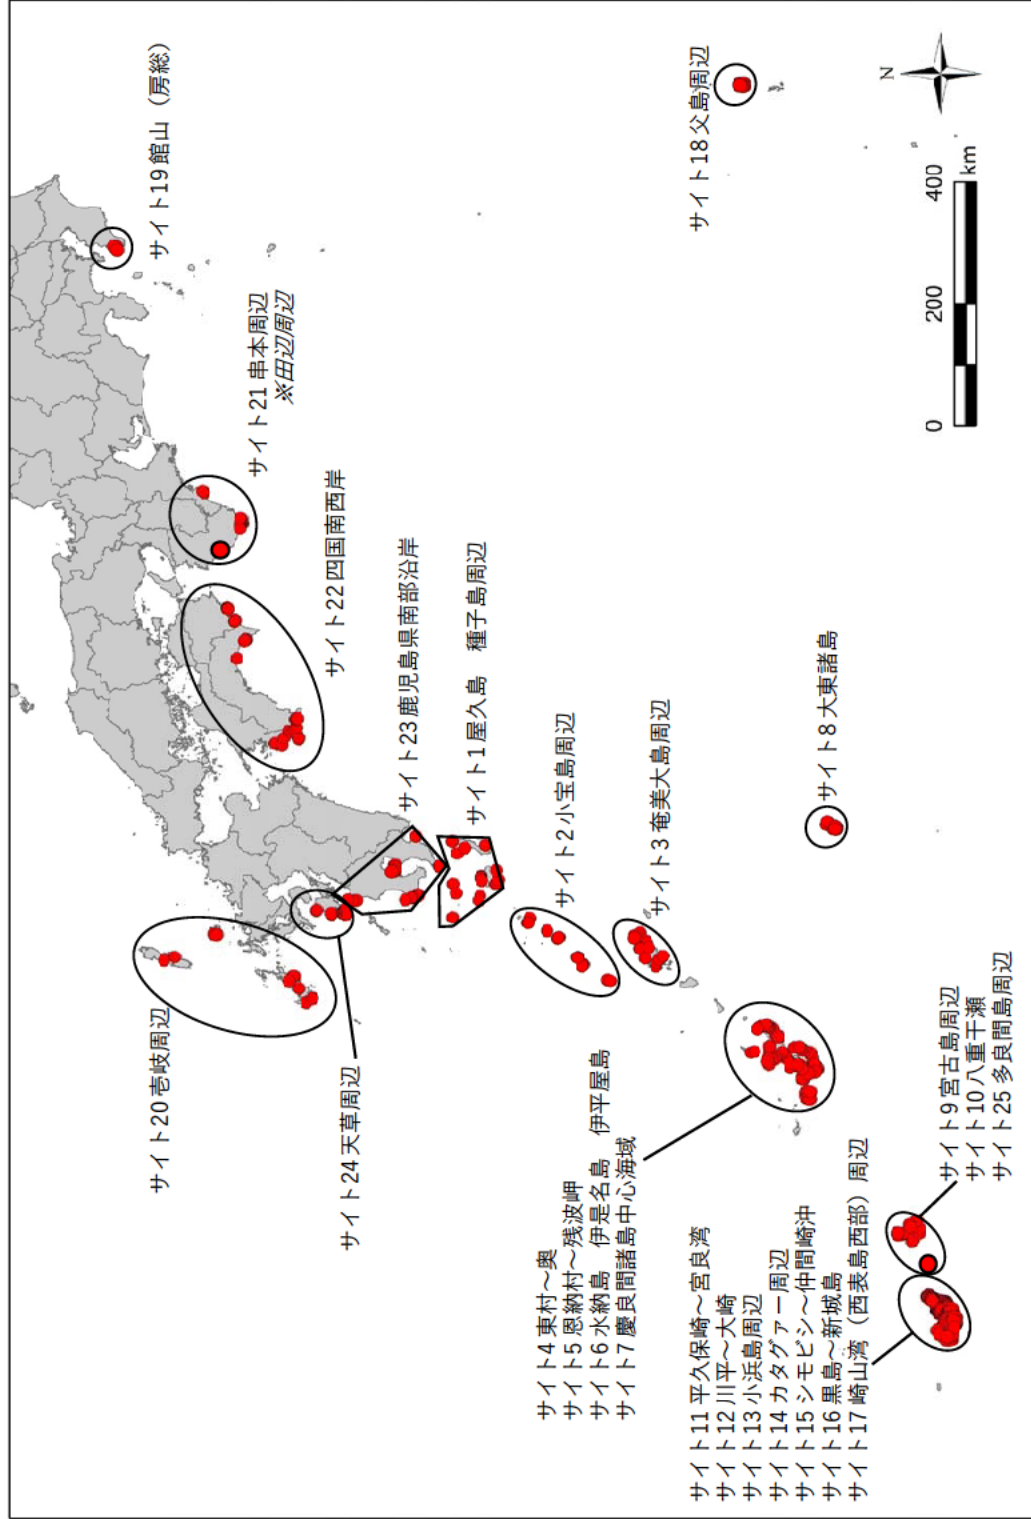 サイト19 館山（房総）
サイト21 串本周辺
※田辺周辺
サイト22 四国南西岸
サイト23 鹿児島県南部沿岸
サイト1 屋久島　種子島周辺
サイト2 小宝島周辺
サイト3 奄美大島周辺
サイト18 父島周辺
サイト8 大東諸島
サイト20 壱岐周辺
サイト24 天草周辺
サイト4 東村～奥
サイト5 恩納村～残波岬
サイト6 水納島　伊是名島　伊平屋島
サイト7 慶良間諸島中心海域
サイト9 宮古島周辺
サイト10 八重干瀬
サイト25 多良間島周辺
サイト11 平久保崎～宮良湾
サイト12 川平～大崎
サイト13 小浜島周辺
サイト14 カタグァー周辺
サイト15 シモビシ～仲間崎沖
サイト16 黒島～新城島
サイト17 崎山湾（西表島西部）周辺
N
0 200 400
km